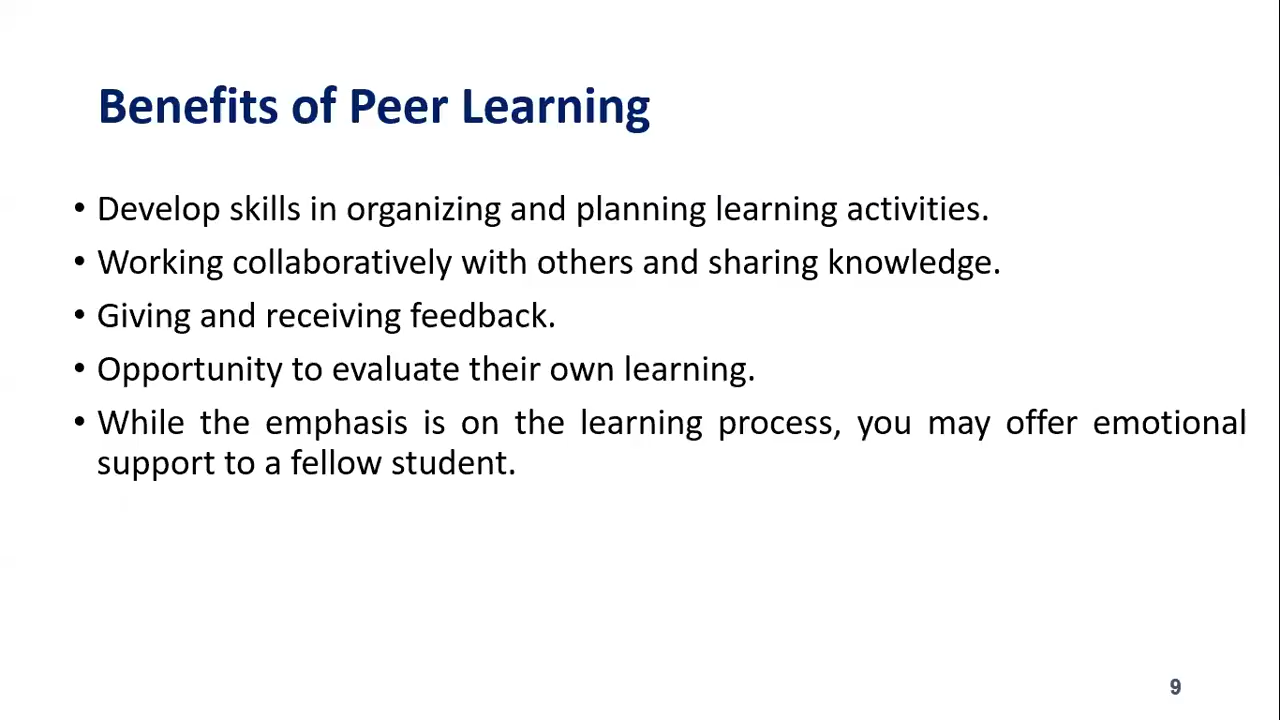 Benefits of Peer Learning
• Develop skills in organizing and planning learning activities.
• Working collaboratively with others and sharing knowledge.
• Giving and receiving feedback.
• Opportunity to evaluate their own learning.
• While the emphasis is on the learning process, you may offer emotional
support to a fellow student.
9